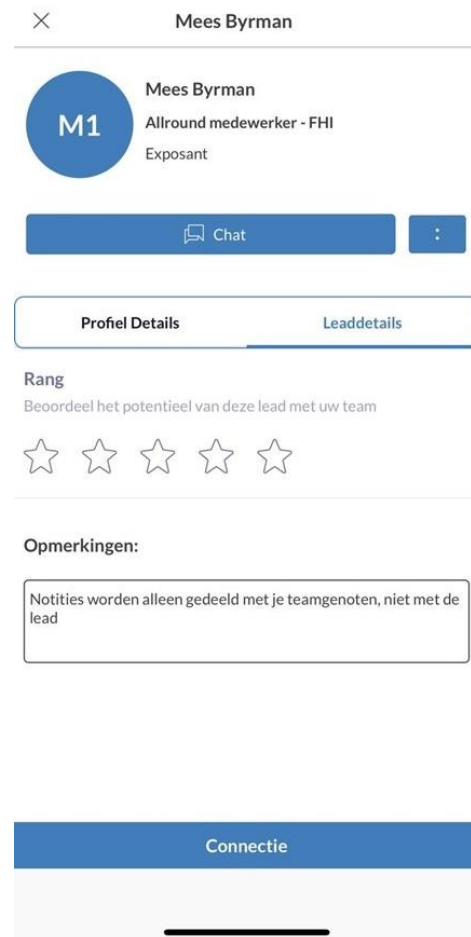 Mees Byrman
M1
Mees Byrman
Allround medewerker - FHI
Exposant
Chat
:
Profiel Details
Leaddetails
Rang
Beoordeel het potentieel van deze lead met uw team
Opmerkingen:
Notities worden alleen gedeeld met je teamgenoten, niet met de
lead
Connectie